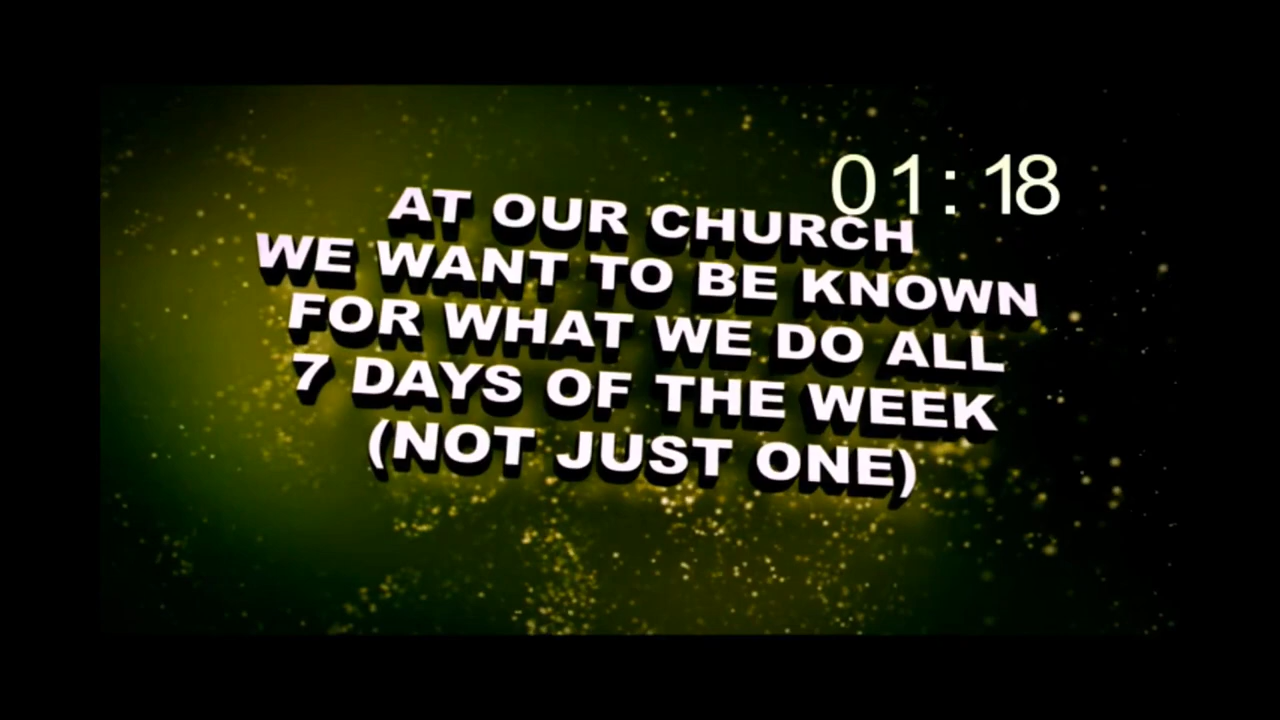 01:18
AT OUR CHURCH
WE WANT TO BE KNOWN
FOR WHAT WE DO ALL
7 DAYS OF THE WEEK
(NOT JUST ONE)